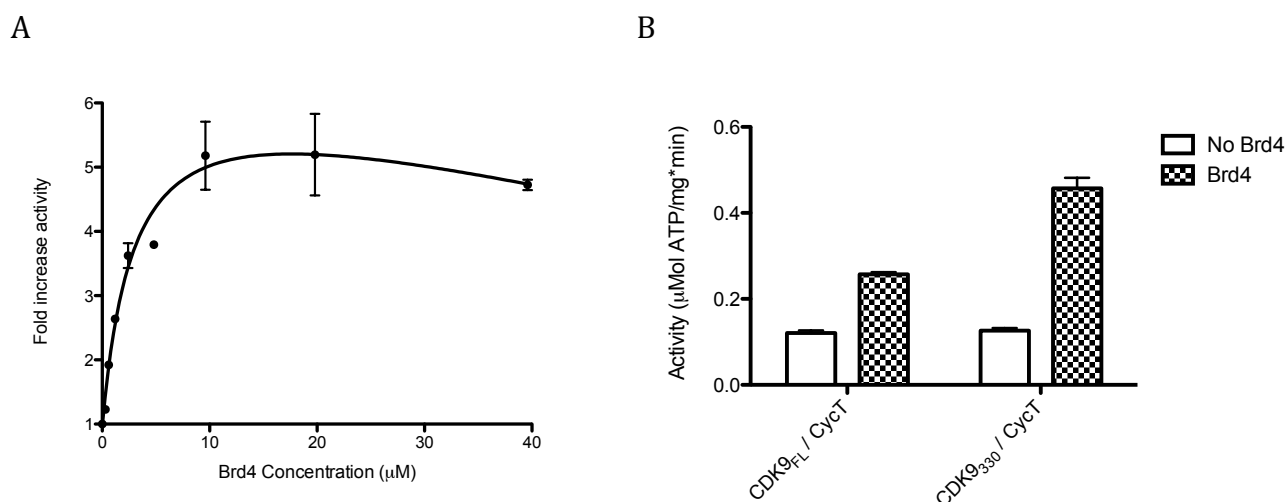 A
B
6
5
4
3
2
1
0
10
20
30
40
Fold increase activity
Brd4 Concentration (μM)
0.6
0.4
0.2
0.0
Activity (μMol ATP/mg*min)
CDK9FL / CycT
CDK9330 / CycT
No Brd4
Brd4